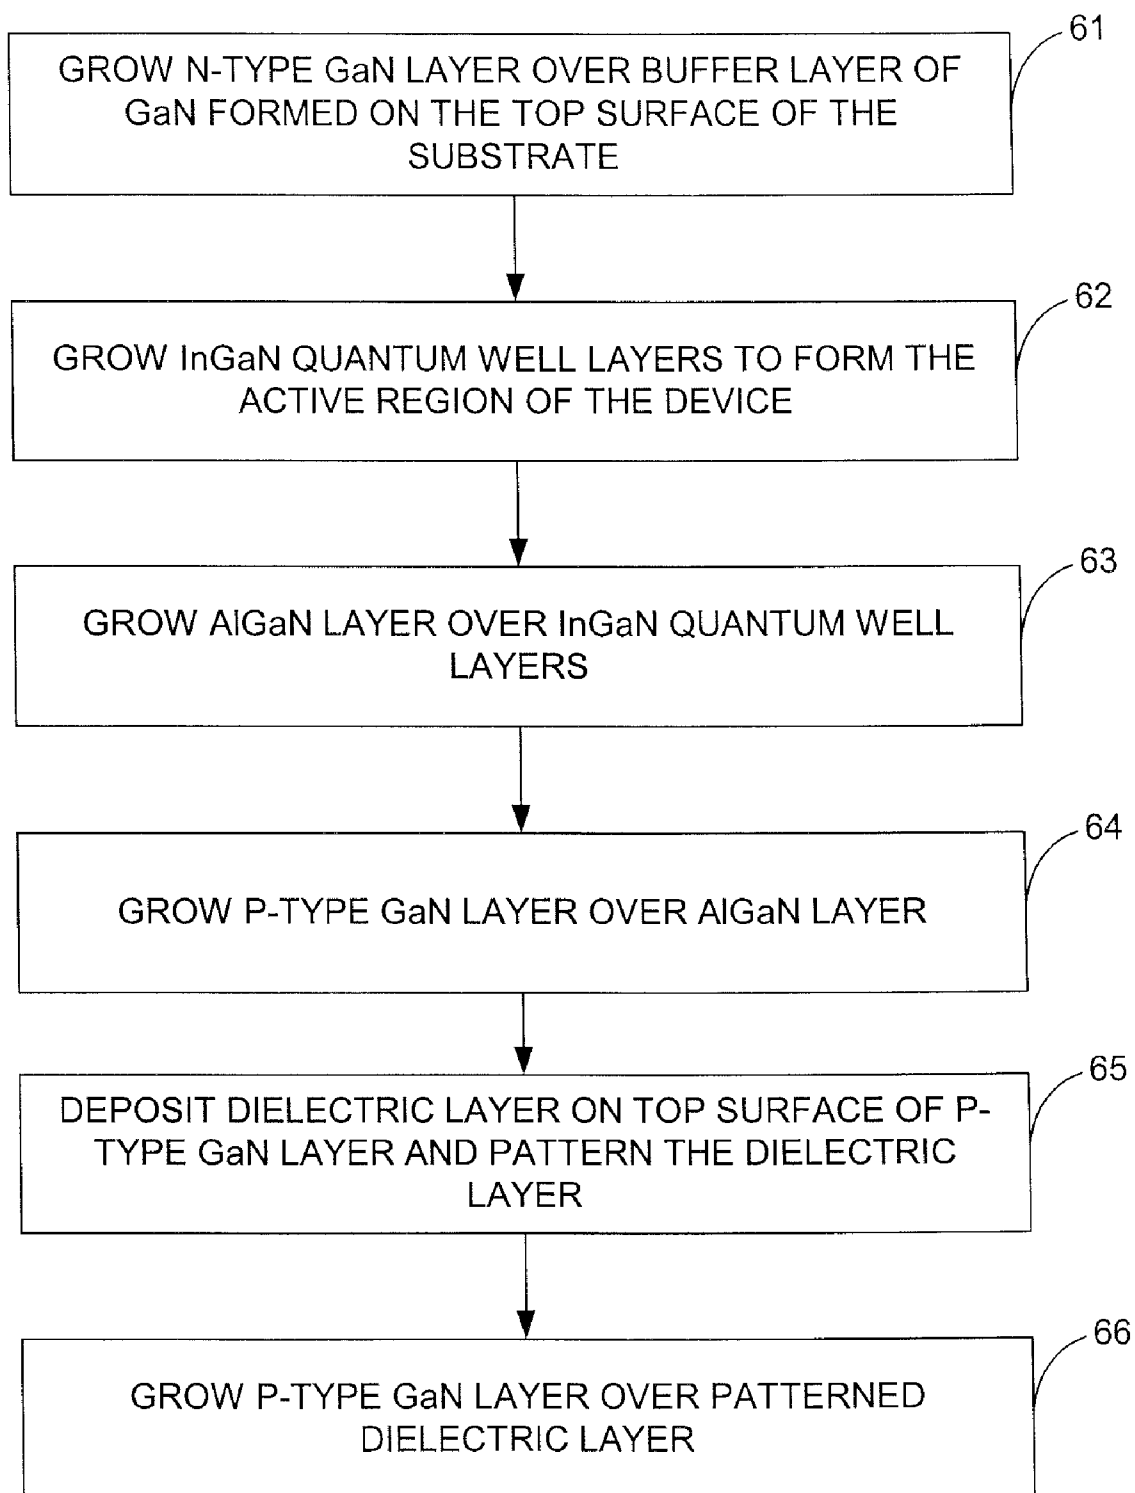 61
GROW N-TYPE GaN LAYER OVER BUFFER LAYER OF
GaN FORMED ON THE TOP SURFACE OF THE
SUBSTRATE
62
GROW InGaN QUANTUM WELL LAYERS TO FORM THE
ACTIVE REGION OF THE DEVICE
63
GROW AlGaN LAYER OVER InGaN QUANTUM WELL
LAYERS
64
GROW P-TYPE GaN LAYER OVER AlGaN LAYER
65
DEPOSIT DIELECTRIC LAYER ON TOP SURFACE OF P-
TYPE GaN LAYER AND PATTERN THE DIELECTRIC
LAYER
66
GROW P-TYPE GaN LAYER OVER PATTERNED
DIELECTRIC LAYER